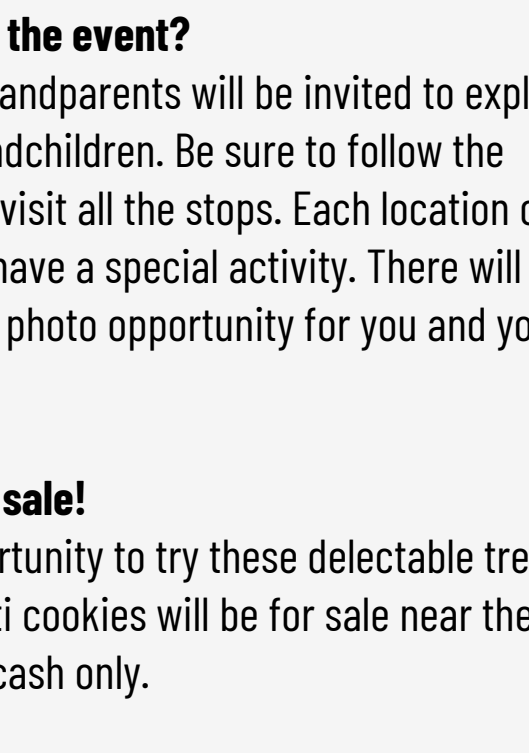 the event?
andparents will be invited to expl
dchildren. Be sure to follow the
visit all the stops. Each location
have a special activity. There will
photo opportunity for you and yo
sale!
rtunity to try these delectable tre
ti cookies will be for sale near the
cash only.